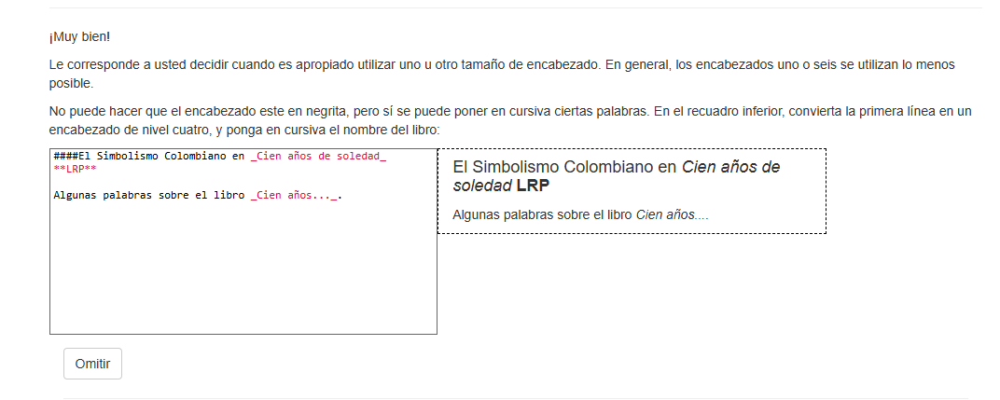 ¡Muy bien!
Le corresponde a usted decidir cuando es apropiado utilizar uno u otro tamaño de encabezado. En general, los encabezados uno o seis se utilizan lo menos
posible.
No puede hacer que el encabezado este en negrita, pero sí se puede poner en cursiva ciertas palabras. En el recuadro inferior, convierta la primera línea en un
encabezado de nivel cuatro, y ponga en cursiva el nombre del libro:
####El Simbolismo Colombiano en _Cien años de soledad_
**LRP**
Algunas palabras sobre el libro _Cien años..._.
El Simbolismo Colombiano en Cien años de
soledad LRP
Algunas palabras sobre el libro Cien años....
Omitir